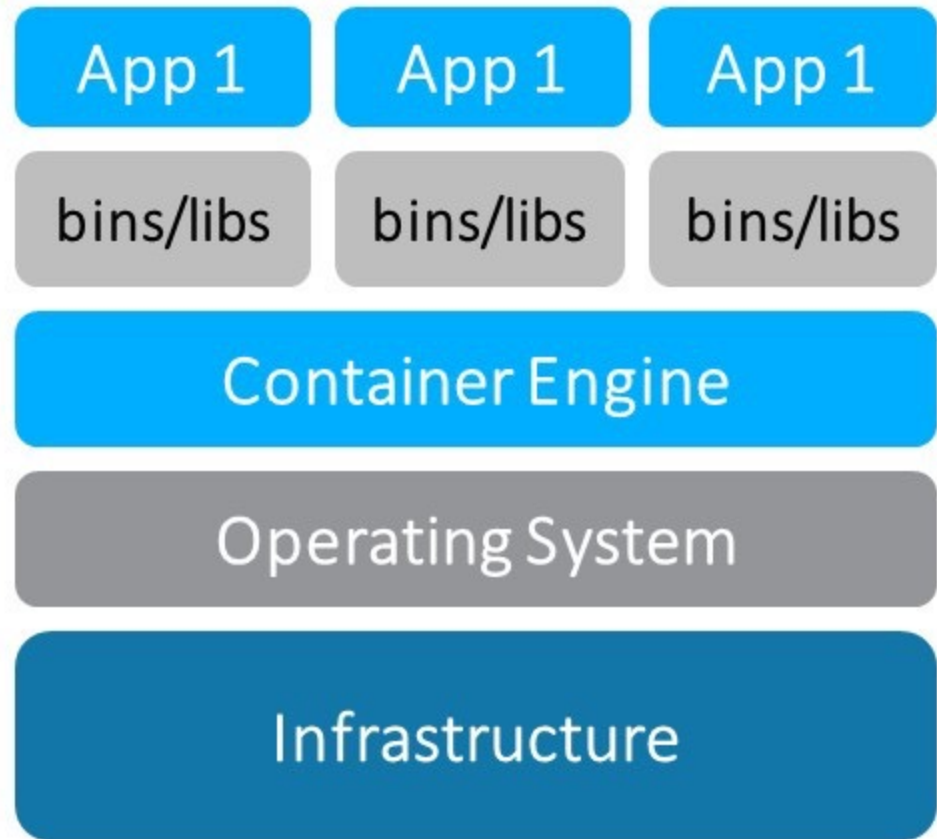 App 1 App 1 App 1
bins/libs bins/libs bins/libs
Container Engine
Operating System
Infrastructure